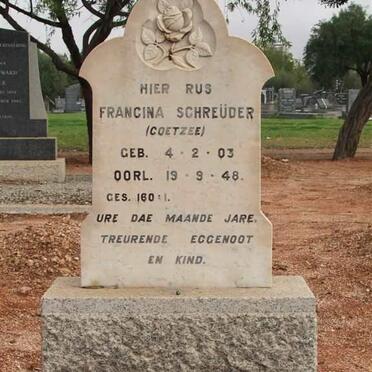 HIER RUS
FRANCINA SCHREÜDER
(COETZEE)
GEB. 4-2-03
OORL. 19-9-48.
GES. 160:1.
URE DAE MAANDE JARE.
TREURENDE EGGENOOT
EN KIND.